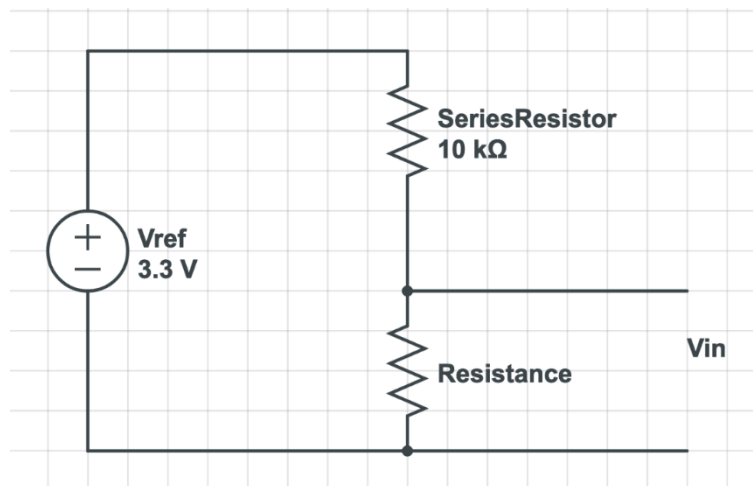 SeriesResistor
10 kΩ
+
Vref
−
3.3 V
Vin
Resistance